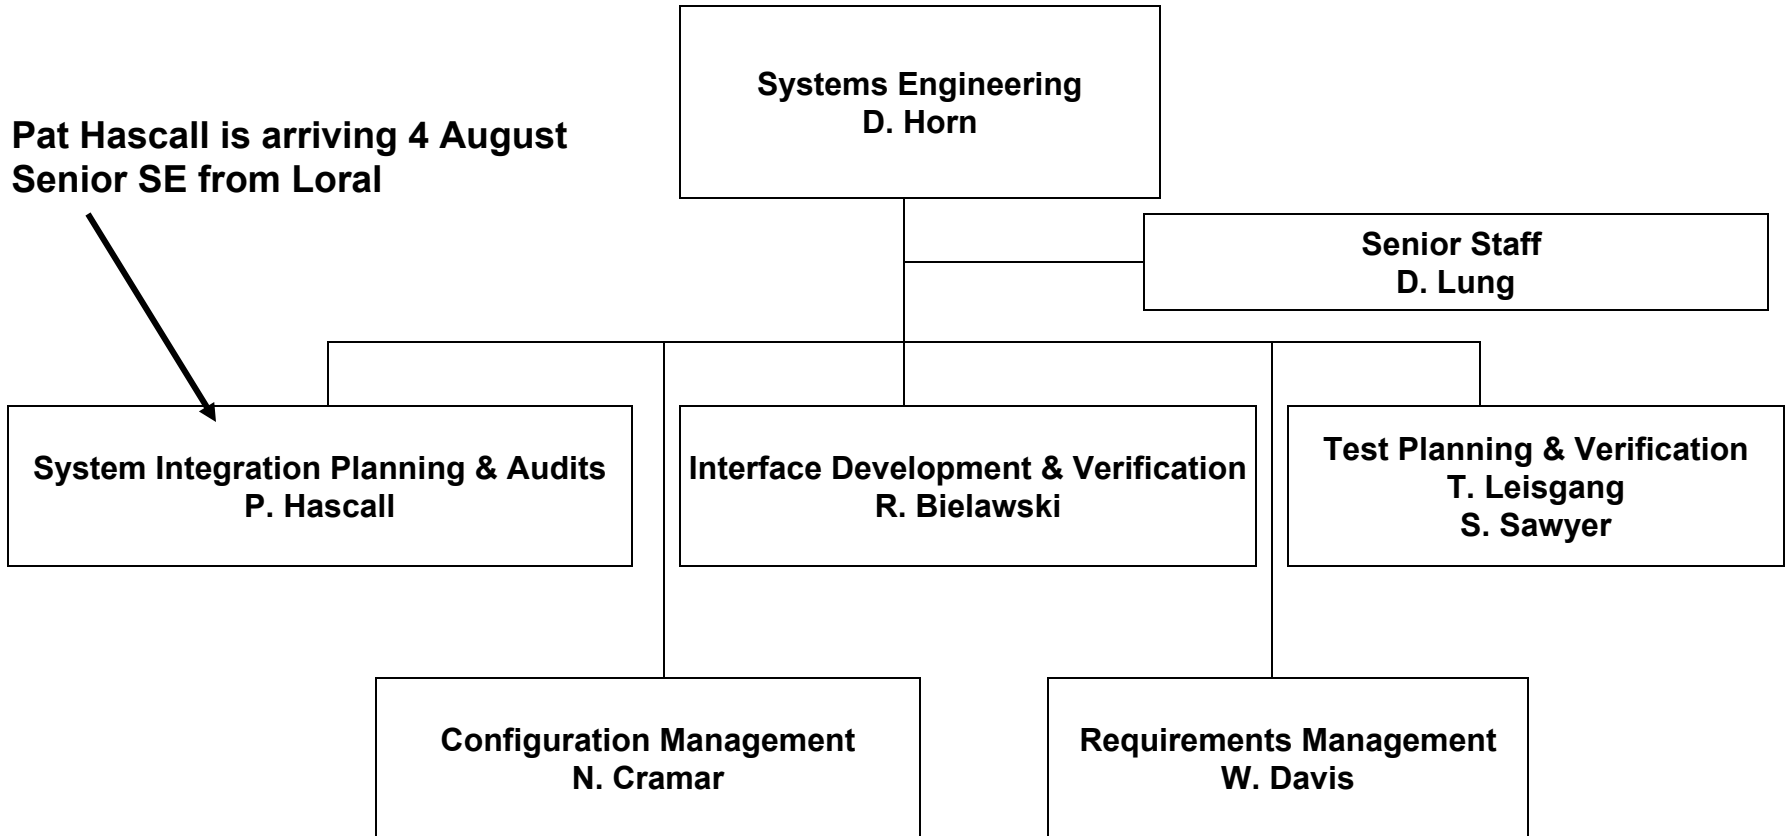 Systems Engineering
D. Horn
Pat Hascall is arriving 4 August
Senior SE from Loral
Senior Staff
D. Lung
System Integration Planning & Audits
P. Hascall
Interface Development & Verification
R. Bielawski
Test Planning & Verification
T. Leisgang
S. Sawyer
Configuration Management
N. Cramar
Requirements Management
W. Davis